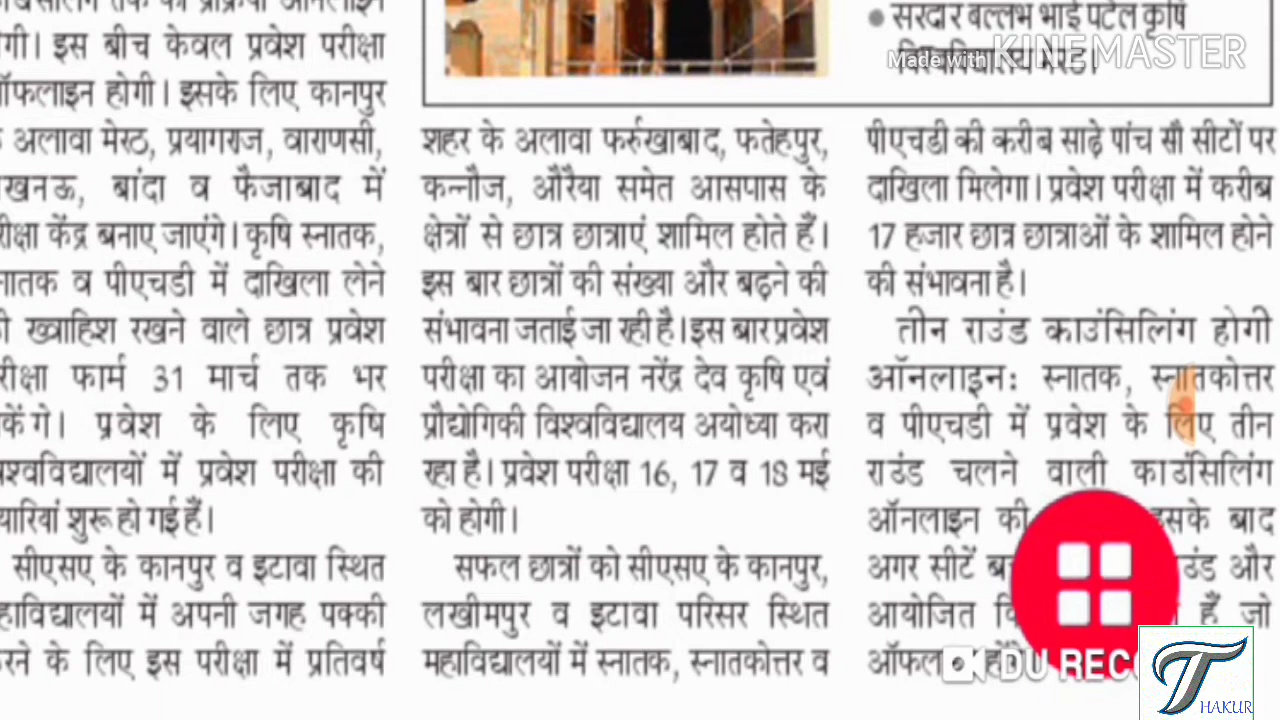 गी। इस बीच केवल प्रवेश परीक्षा
ऑफलाइन होगी। इसके लिए कानपुर
अलावा मेरठ, प्रयागराज, वाराणसी,
खनऊ, बांदा व फैजाबाद में
रीक्षा केंद्र बनाए जाएंगे। कृषि स्नातक,
नातक व पीएचडी में दाखिला लेने
ख्वाहिश रखने वाले छात्र प्रवेश
रीक्षा फार्म 31 मार्च तक भर
कें गे। प्रवेश के लिए कृषि
श्वविद्यालयों में प्रवेश परीक्षा की
यारियां शुरू हो गई हैं।
सीएसए के कानपुर व इटावा स्थित
हाविद्यालयों में अपनी जगह पक्की
रने के लिए इस परीक्षा में प्रतिवर्ष
शहर के अलावा फर्रुखाबाद, फतेहपुर,
कन्नौज, औरैया समेत आसपास के
क्षेत्रों से छात्र छात्राएं शामिल होते हैं।
इस बार छात्रों की संख्या और बढ़ने की
संभावना जताई जा रही है। इस बार प्रवेश
परीक्षा का आयोजन नरेंद्र देव कृषि एवं
प्रौद्योगिकी विश्वविद्यालय अयोध्या करा
रहा है। प्रवेश परीक्षा 16, 17 व 18 मई
को होगी।
सफल छात्रों को सीएसए के कानपुर,
लखीमपुर व इटावा परिसर स्थित
महाविद्यालयों में स्नातक, स्नातकोत्तर व
सरदार बल्लभ भाई पटेल कृषि
Made with KINEMASTER
पीएचडी की करीब साढ़े पांच सौ सीटों पर
दाखिला मिलेगा। प्रवेश परीक्षा में करीब
17 हजार छात्र छात्राओं के शामिल होने
की संभावना है।
तीन राउंड काउंसिलिंग होगी
ऑनलाइन: स्नातक, स्नातकोत्तर
व पीएचडी में प्रवेश के लिए तीन
राउंड चलने वाली काउंसिलिंग
ऑनलाइन की इसके बाद
अगर सीटें और
आयोजित हैं जो
DU
THAKUR